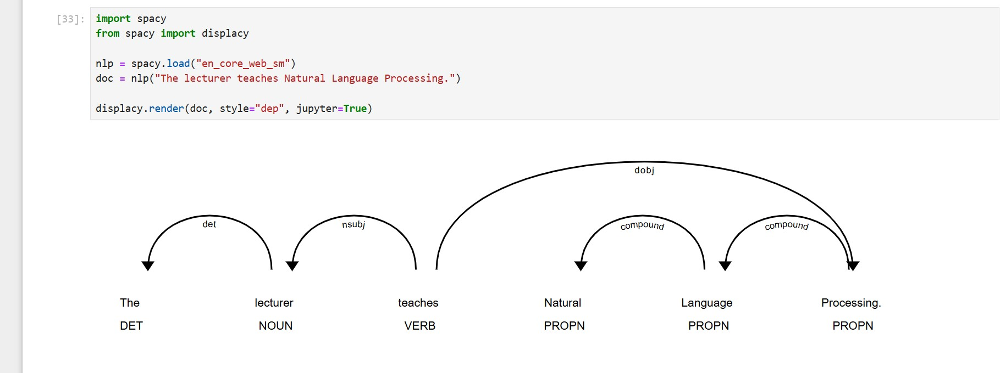 [33]: import spacy
from spacy import displacy
nlp = spacy.load("en_core_web_sm")
doc = nlp("The lecturer teaches Natural Language Processing.")
displacy.render(doc, style="dep", jupyter=True)
dobj
det nsubj compound compound
The lecturer teaches Natural Language Processing.
DET NOUN VERB PROPN PROPN PROPN